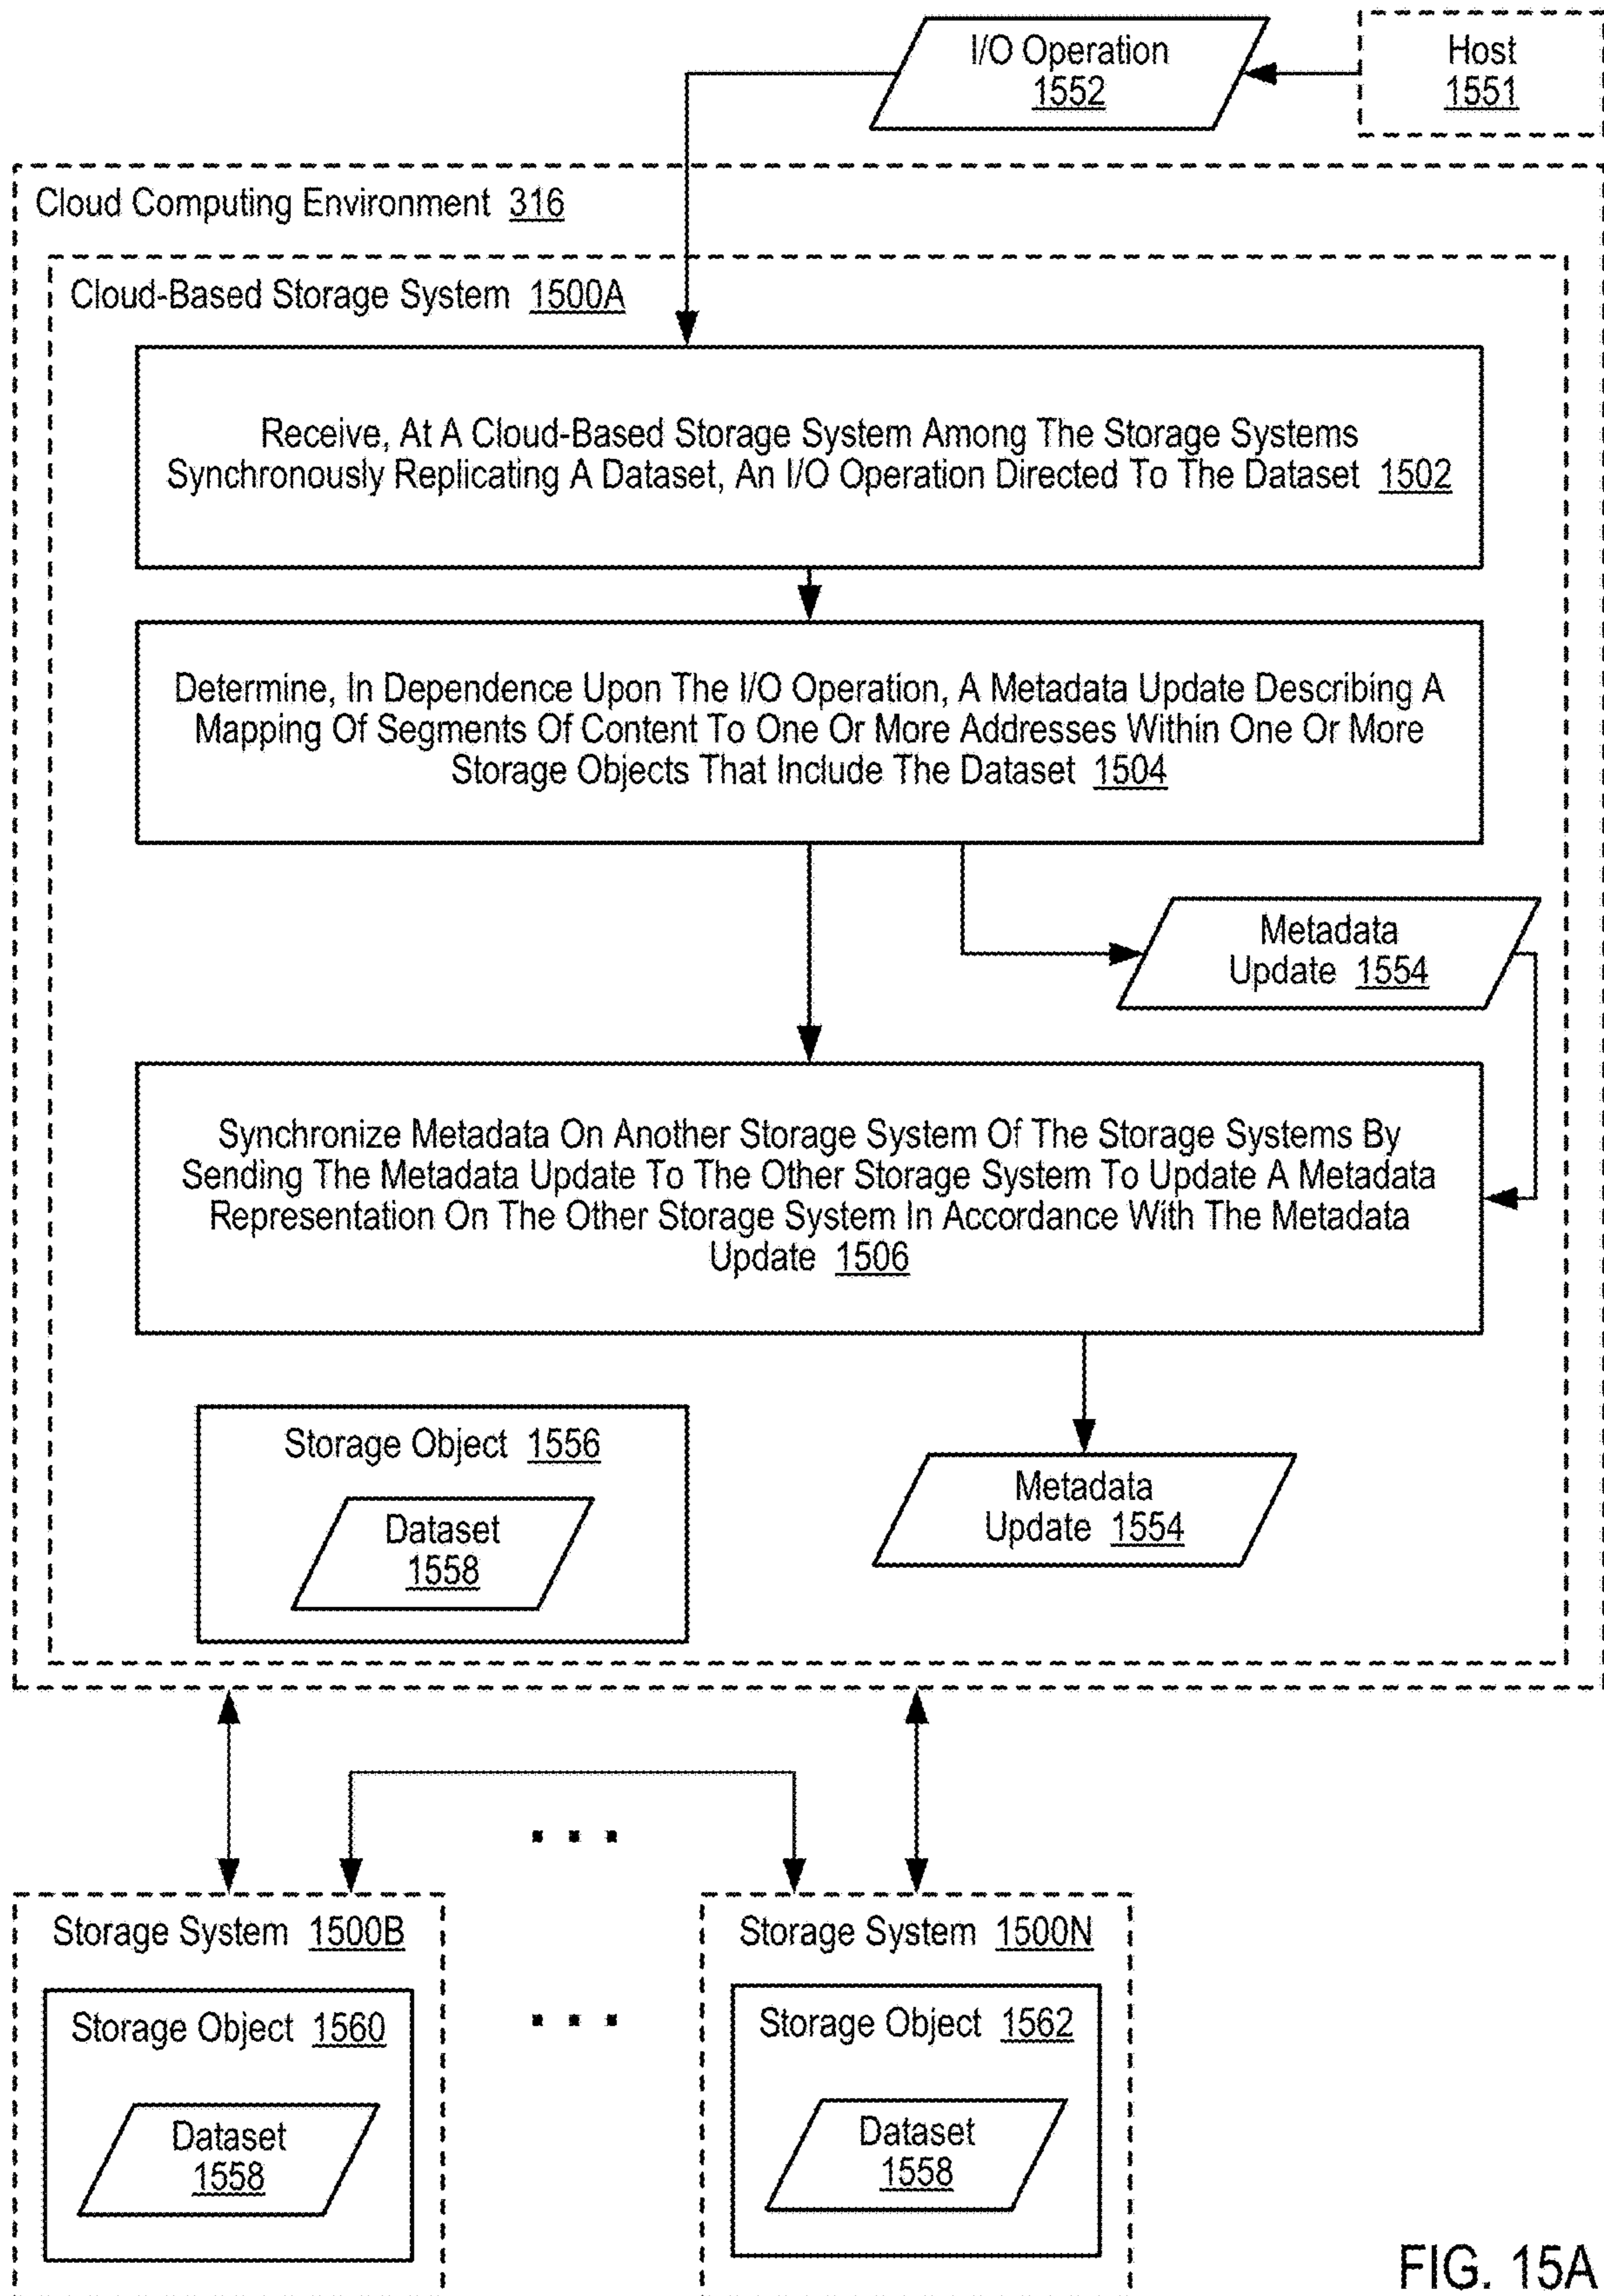 I/O Operation
1552
Host
1551
Cloud Computing Environment 316
Cloud-Based Storage System 1500A
Receive, At A Cloud-Based Storage System Among The Storage Systems
Synchronously Replicating A Dataset, An I/O Operation Directed To The Dataset 1502
Determine, In Dependence Upon The I/O Operation, A Metadata Update Describing A
Mapping Of Segments Of Content To One Or More Addresses Within One Or More
Storage Objects That Include The Dataset 1504
Metadata
Update 1554
Synchronize Metadata On Another Storage System Of The Storage Systems By
Sending The Metadata Update To The Other Storage System To Update A Metadata
Representation On The Other Storage System In Accordance With The Metadata
Update 1506
Storage Object 1556
Dataset
1558
Metadata
Update 1554
. . .
Storage System 1500B
Storage Object 1560
Dataset
1558
. . .
Storage System 1500N
Storage Object 1562
Dataset
1558
FIG. 15A